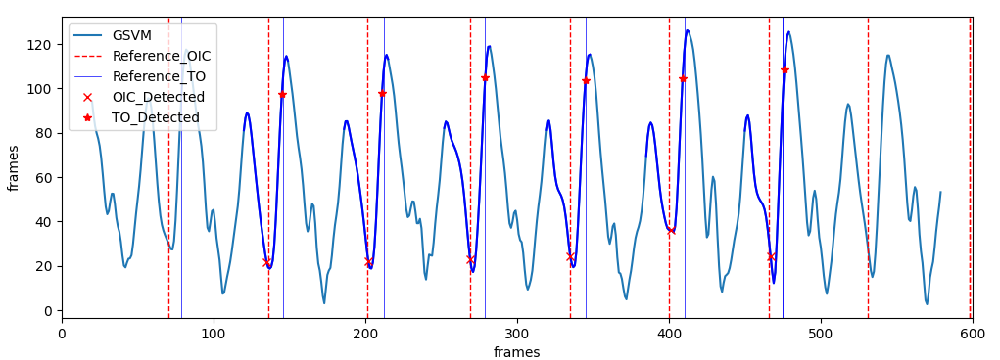 GSVM
Reference_OIC
Reference_TO
OIC_Detected
TO_Detected
120
100
80
60
40
20
0
frames
0 100 200 300 400 500 600
frames